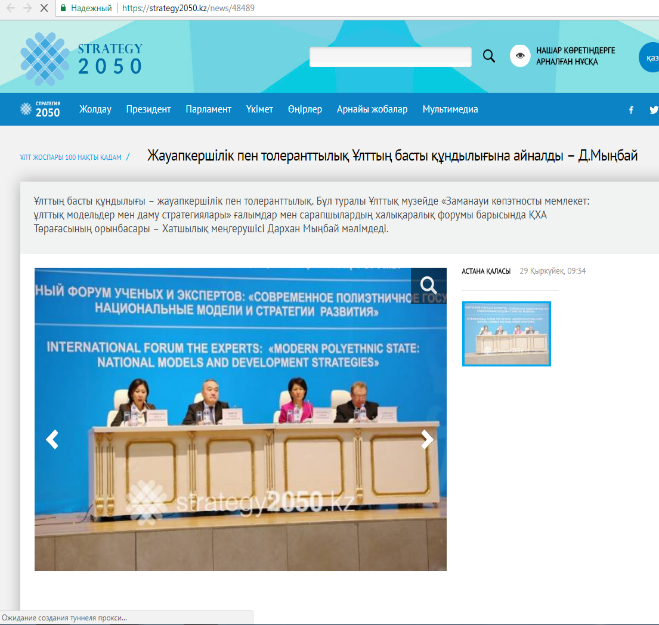 Надежный
https://strategy2050.kz/news/48489
STRATEGY
2050
НАШАР КӨРЕТІНДЕРГЕ
АРНАЛҒАН НҰСҚА
ҚАЗ
СТРАТЕГИЯ
2050
Жолдау Президент Парламент Үкімет Өңірлер Арнайы жобалар Мультимедиа
ҰЛТ ЖОСПАРЫ 100 НАҚТЫ ҚАДАМ /
Жауапкершілік пен толеранттылық Ұлттың басты құндылығына айналды – Д.Мыңбай
Ұлттың басты құндылығы – жауапкершілік пен толеранттылық. Бұл туралы Ұлттық музейде «Заманауи көпэтносты мемлекет:
ұлттық модельдер мен даму стратегиялары» ғалымдар мен сарапшылардың халықаралық форумы барысында ҚХА
Төрағасының орынбасары – Хатшылық меңгерушісі Дархан Мыңбай мәлімдеді.
АСТАНА ҚАЛАСЫ 29 Қыркүйек, 09:34
НЫЙ ФОРУМ УЧЕНЫХ И ЭКСПЕРТОВ: «СОВРЕМЕННОЕ ПОЛИЭТНИЧНОЕ ГОСУ
НАЦИОНАЛЬНЫЕ МОДЕЛИ И СТРАТЕГИИ РАЗВИТИЯ»
INTERNATIONAL FORUM THE EXPERTS: «MODERN POLYETHNIC STATE:
NATIONAL MODELS AND DEVELOPMENT STRATEGIES»
strategy2050.kz
Ожидание создания туннеля прокси...